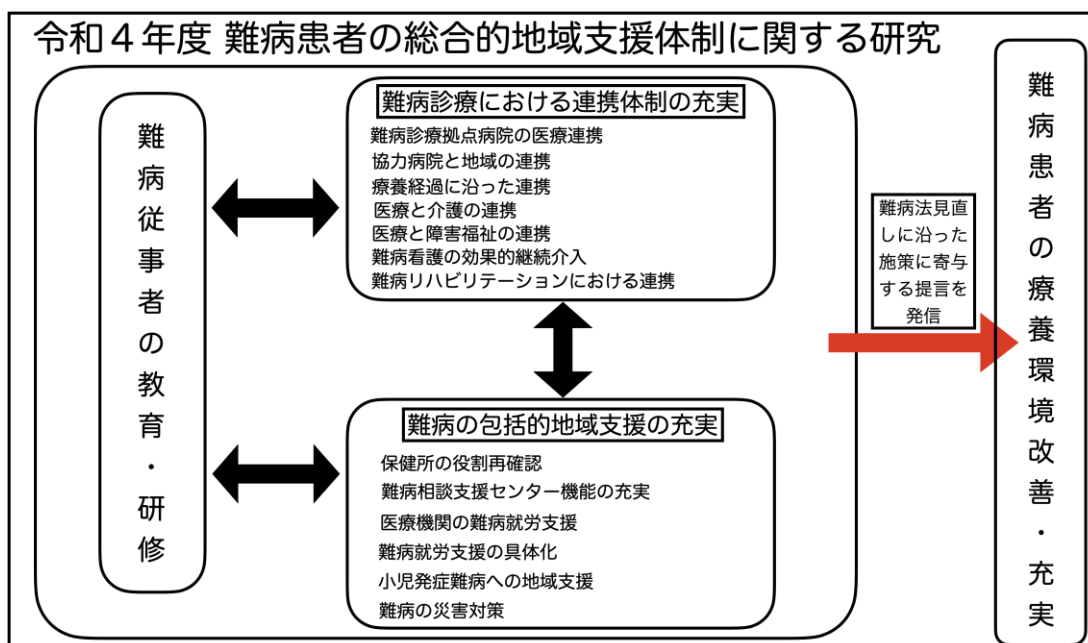 令和4年度 難病患者の総合的地域支援体制に関する研究
難病従事者の教育・研修
難病診療における連携体制の充実
難病診療拠点病院の医療連携
協力病院と地域の連携
療養経過に沿った連携
医療と介護の連携
医療と障害福祉の連携
難病看護の効果的継続介入
難病リハビリテーションにおける連携
難病の包括的地域支援の充実
保健所の役割再確認
難病相談支援センター機能の充実
医療機関の難病就労支援
難病就労支援の具体化
小児発症難病への地域支援
難病の災害対策
難病法見直
しに沿った
施策に寄与
する提言を
発信
難病患者の療養環境改善・充実